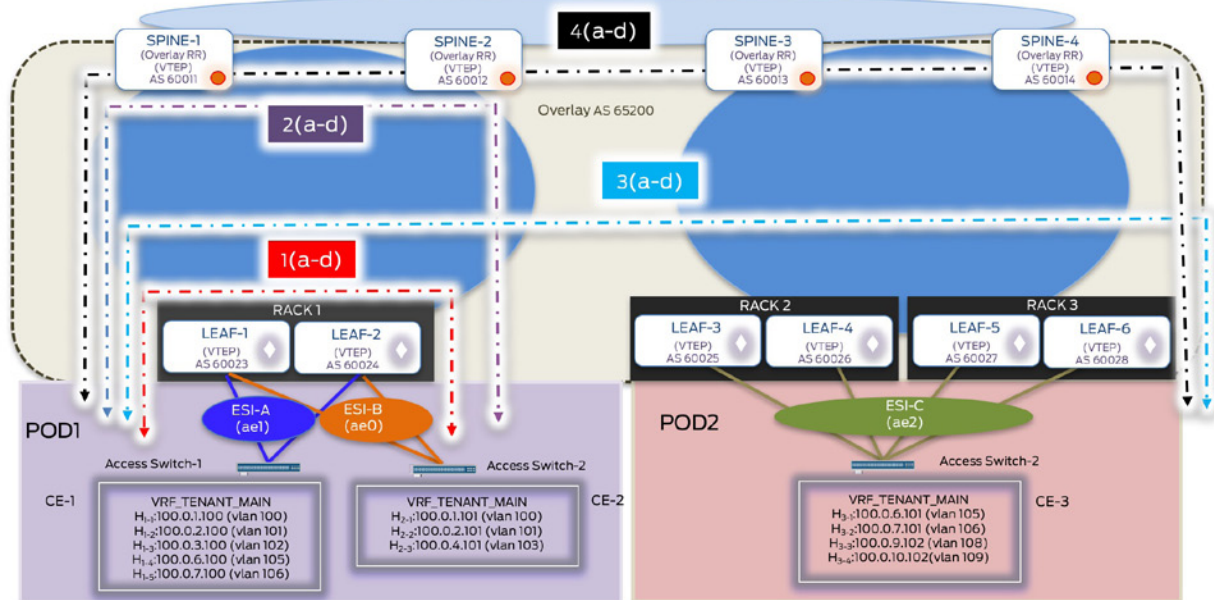 4(a-d)
SPINE-1
(Overlay RR)
(VTEP)
AS 60011
SPINE-2
(Overlay RR)
(VTEP)
AS 60012
SPINE-3
(Overlay RR)
(VTEP)
AS 60013
SPINE-4
(Overlay RR)
(VTEP)
AS 60014
Overlay AS 65200
2(a-d)
3(a-d)
1(a-d)
RACK 1
LEAF-1
(VTEP)
AS 60023
LEAF-2
(VTEP)
AS 60024
RACK 2
LEAF-3
(VTEP)
AS 60025
LEAF-4
(VTEP)
AS 60026
RACK 3
LEAF-5
(VTEP)
AS 60027
LEAF-6
(VTEP)
AS 60028
POD1
ESI-A
(ae1)
ESI-B
(ae0)
Access Switch-1
Access Switch-2
CE-1
VRF_TENANT_MAIN
H1-1:100.0.1.100 (vlan 100)
H1-2:100.0.2.100 (vlan 101)
H1-3:100.0.3.100 (vlan 102)
H1-4:100.0.6.100 (vlan 105)
H1-5:100.0.7.100 (vlan 106)
VRF_TENANT_MAIN
H2-1:100.0.1.101 (vlan 100)
H2-2:100.0.2.101 (vlan 101)
H2-3:100.0.4.101 (vlan 103)
CE-2
POD2
ESI-C
(ae2)
Access Switch-2
VRF_TENANT_MAIN
H3-1:100.0.6.101 (vlan 105)
H3-2:100.0.7.101 (vlan 106)
H3-3:100.0.9.102 (vlan 108)
H3-4:100.0.10.102(vlan 109)
CE-3